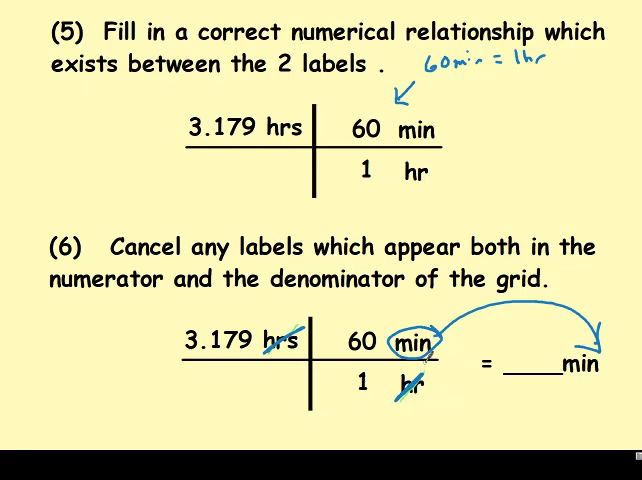 (5) Fill in a correct numerical relationship which
exists between the 2 labels .
60min = 1hr
3.179 hrs 60 min
1 hr
(6) Cancel any labels which appear both in the
numerator and the denominator of the grid.
3.179 hrs 60 min
= _____min
1 hr